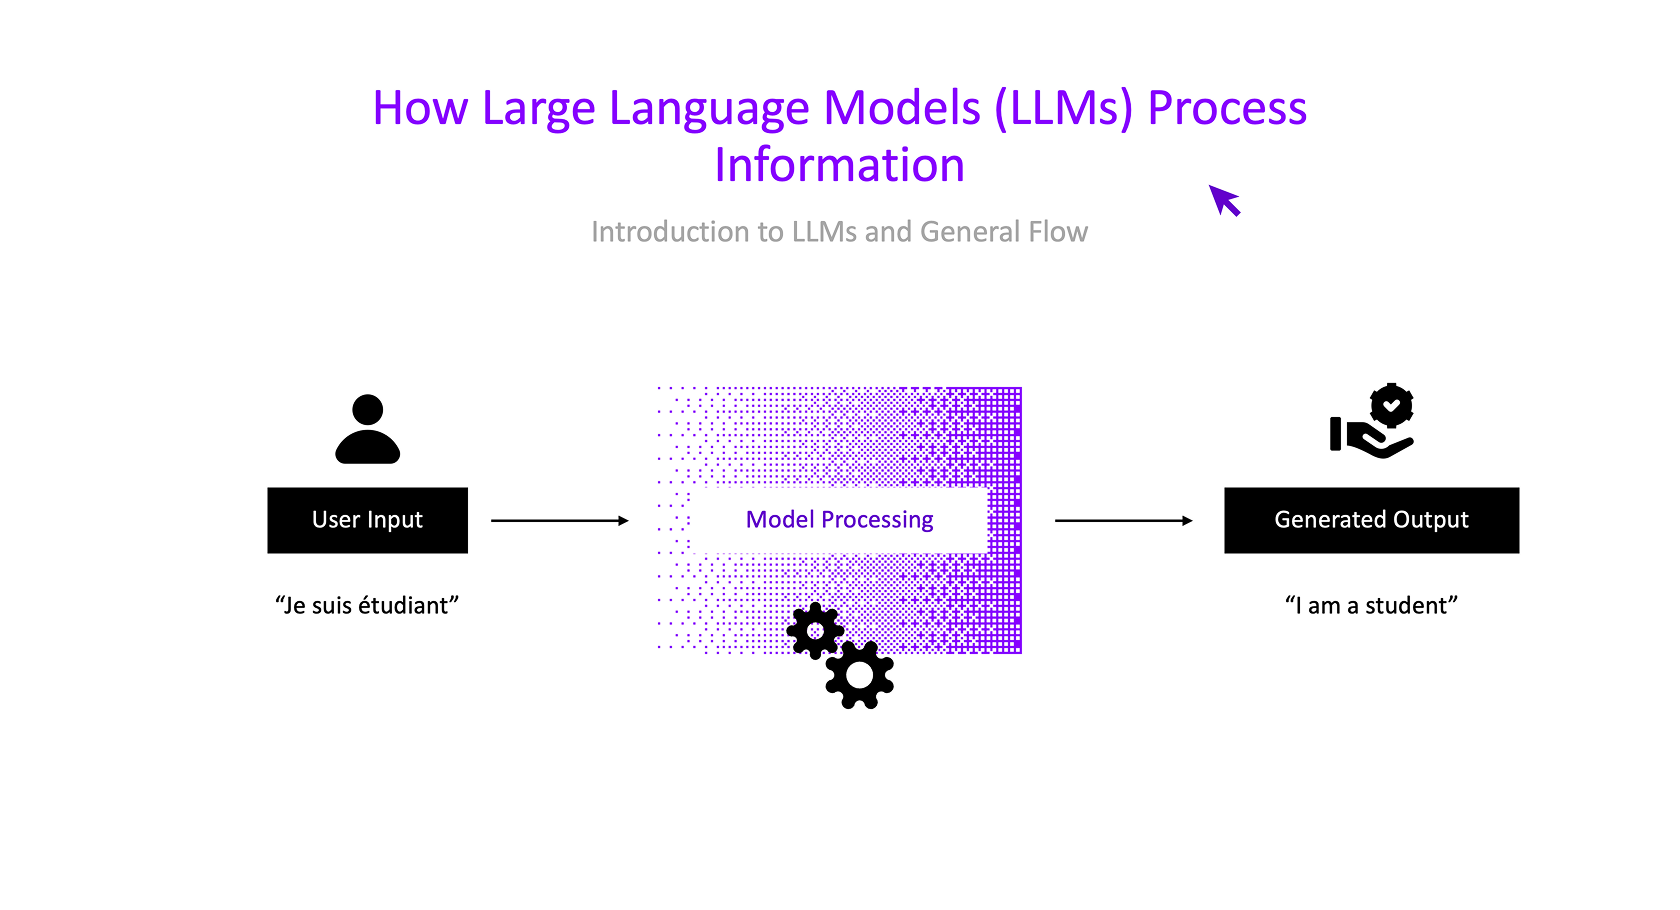 How Large Language Models (LLMs) Process
Information
Introduction to LLMs and General Flow
User Input
Model Processing
Generated Output
“Je suis étudiant”
“I am a student”